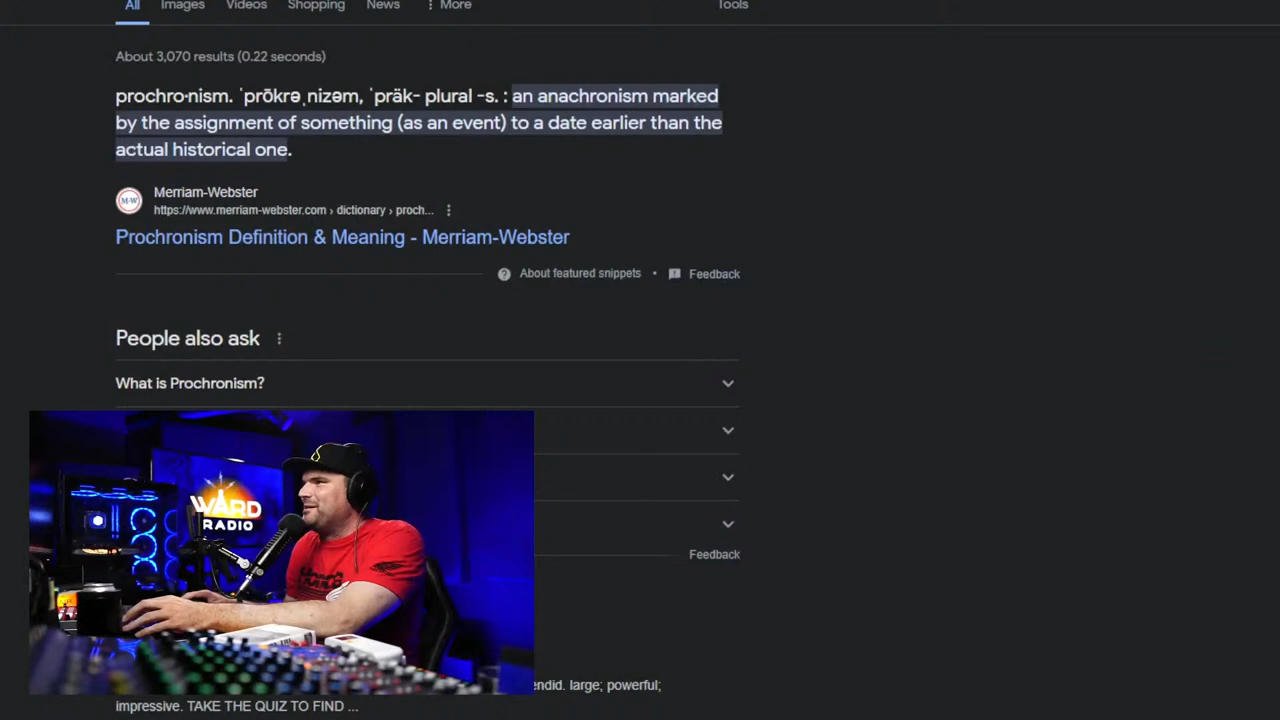 All Images Videos Shopping News More Tools
About 3,070 results (0.22 seconds)
prochro·nism. ˈprōkrəˌnizəm, ˈpräk- plural -s. : an anachronism marked
by the assignment of something (as an event) to a date earlier than the
actual historical one.
Merriam-Webster
https://www.merriam-webster.com › dictionary › proch...
Prochronism Definition & Meaning - Merriam-Webster
About featured snippets • Feedback
People also ask
What is Prochronism?
WARD
RADIO
Feedback
endid. large; powerful;
impressive. TAKE THE QUIZ TO FIND ...